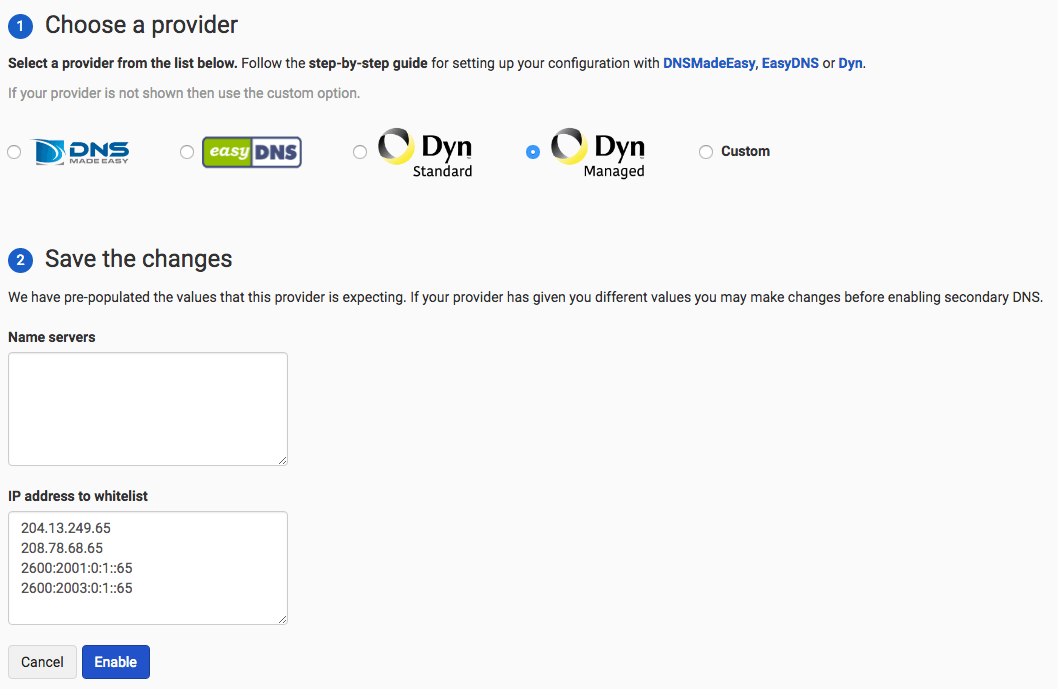 1 Choose a provider
Select a provider from the list below. Follow the step-by-step guide for setting up your configuration with DNSMadeEasy, EasyDNS or Dyn.
If your provider is not shown then use the custom option.
DNS MADE EASY easyDNS Dyn Standard Dyn Managed Custom
2 Save the changes
We have pre-populated the values that this provider is expecting. If your provider has given you different values you may make changes before enabling secondary DNS.
Name servers
IP address to whitelist
204.13.249.65
208.78.68.65
2600:2001:0:1::65
2600:2003:0:1::65
Cancel Enable